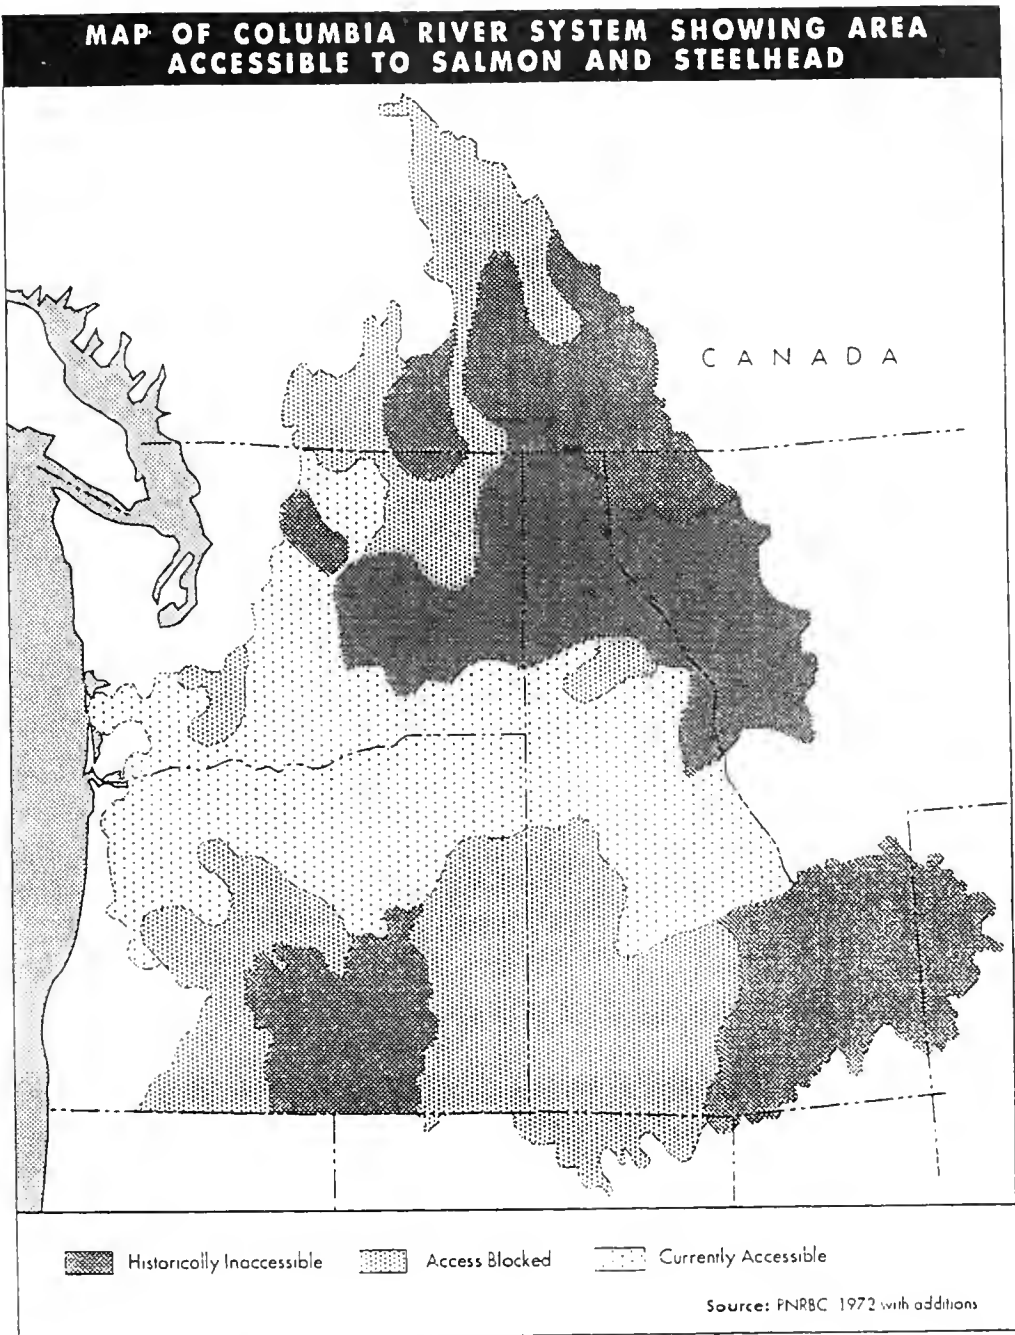 MAP OF COLUMBIA RIVER SYSTEM SHOWING AREA
ACCESSIBLE TO SALMON AND STEELHEAD
CANADA
Historically Inaccessible
Access Blocked
Currently Accessible
Source: PNRBC 1972 with additions